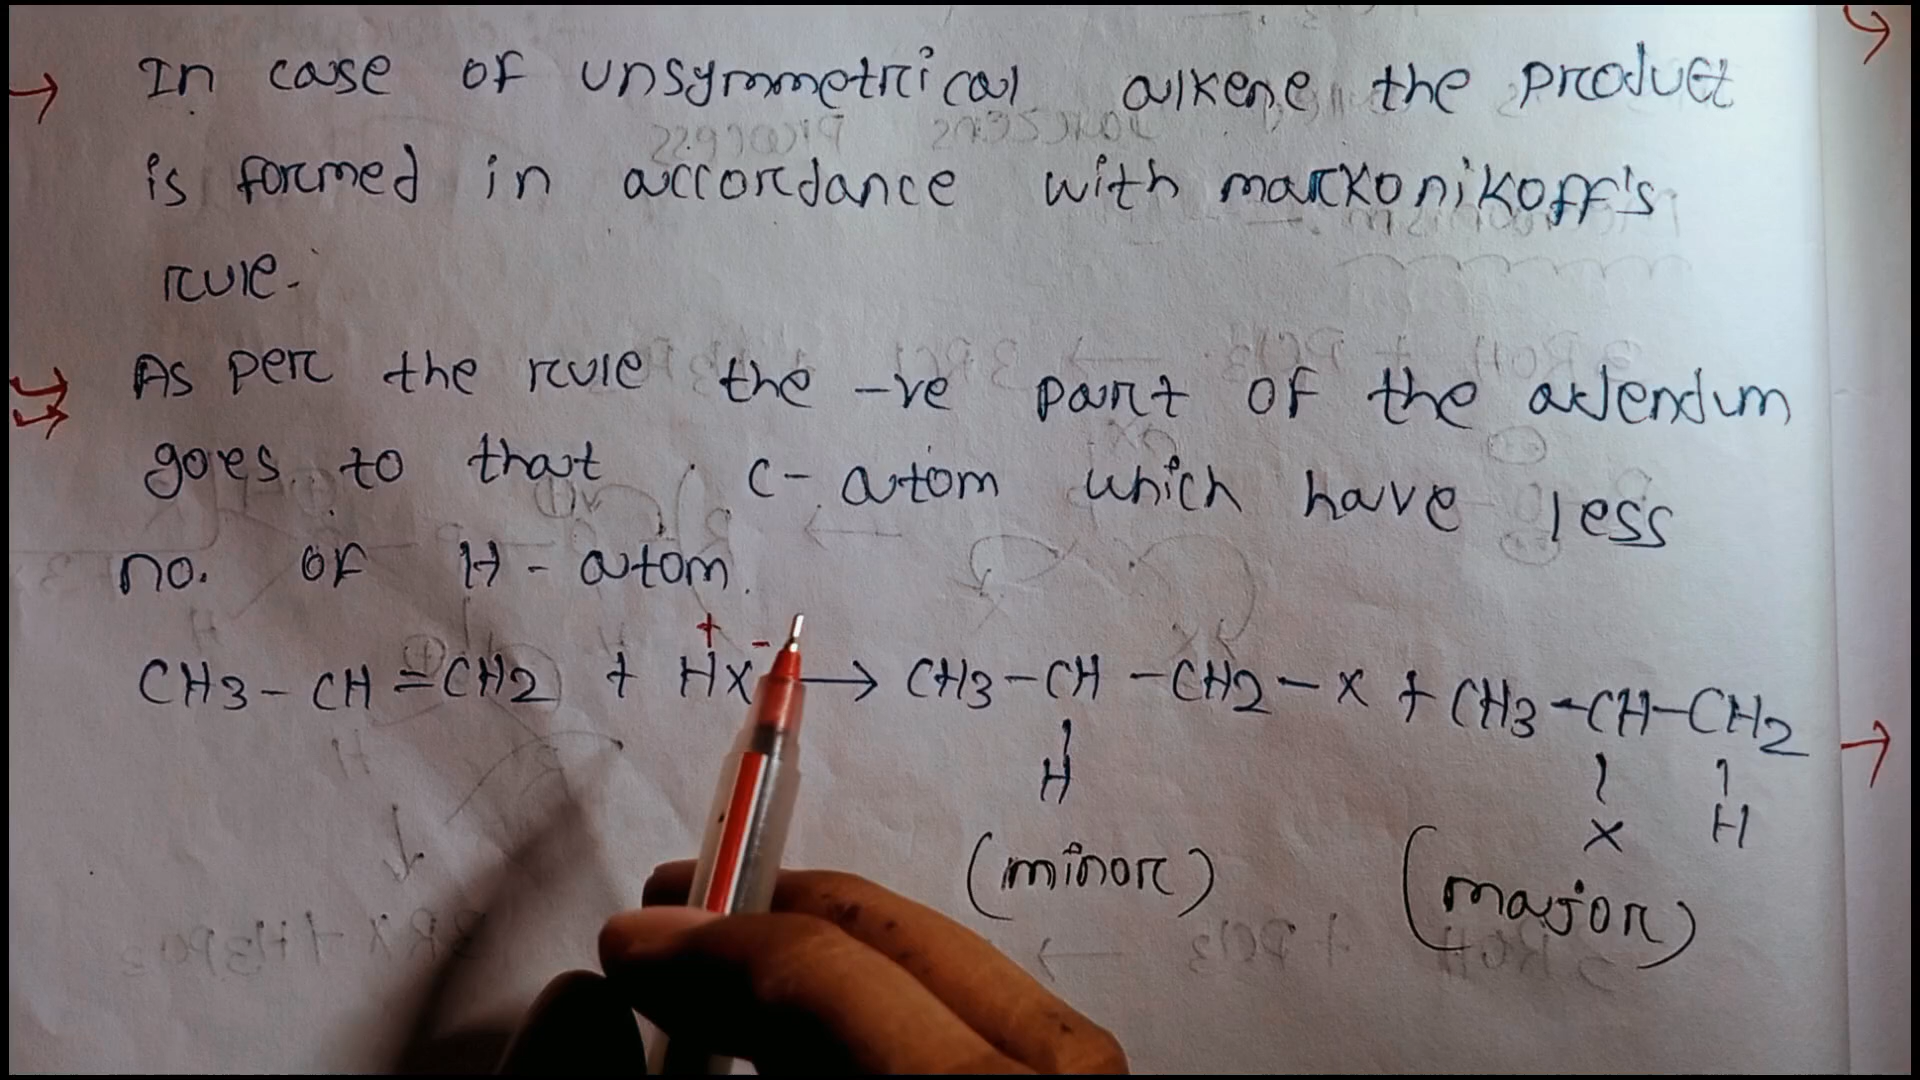 → In case of unsymmetrical alkene the product
is formed in accordance with markonikoff's
rule.
→ As per the rule the -ve part of the addendum
goes to that C- atom which have less
no. of H - atom.
+ -
CH3 - CH = CH2 + HX → CH3 - CH - CH2 - X + CH3 - CH - CH2
H X H
(minor) (major)